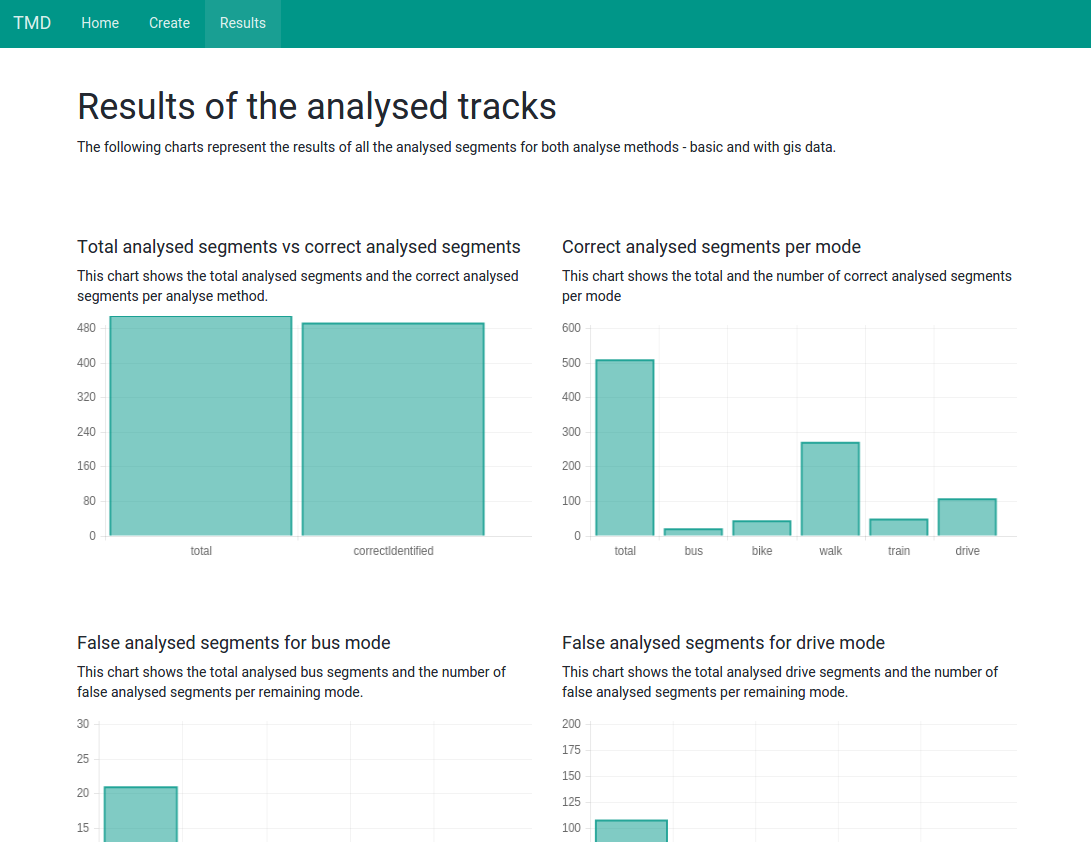 TMD Home Create Results
Results of the analysed tracks
The following charts represent the results of all the analysed segments for both analyse methods - basic and with gis data.
Total analysed segments vs correct analysed segments
This chart shows the total analysed segments and the correct analysed
segments per analyse method.
480
400
320
240
160
80
0
total correctIdentified
Correct analysed segments per mode
This chart shows the total and the number of correct analysed segments
per mode
600
500
400
300
200
100
0
total bus bike walk train drive
False analysed segments for bus mode
This chart shows the total analysed bus segments and the number of
false analysed segments per remaining mode.
30
25
20
15
False analysed segments for drive mode
This chart shows the total analysed drive segments and the number of
false analysed segments per remaining mode.
200
175
150
125
100